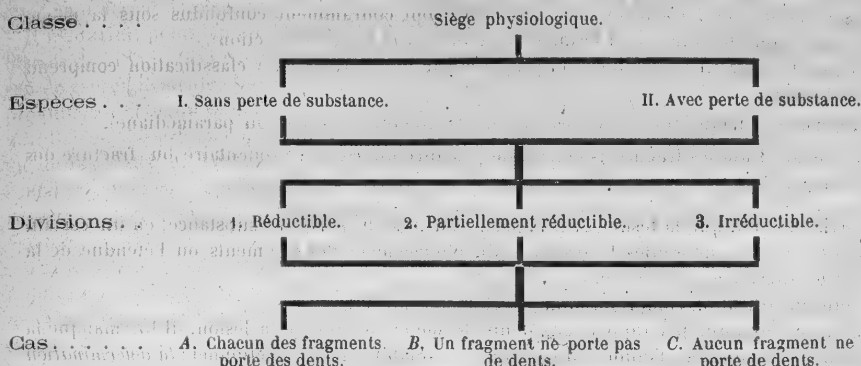 Classe . . . . Siège physiologique.
Espèces . . . I. Sans perte de substance. II. Avec perte de substance.
Divisions . . 1. Réductible. 2. Partiellement réductible. 3. Irréductible.
Cas . . . . . . A. Chacun des fragments B. Un fragment ne porte pas C. Aucun fragment ne
porte des dents. de dents. porte de dents.